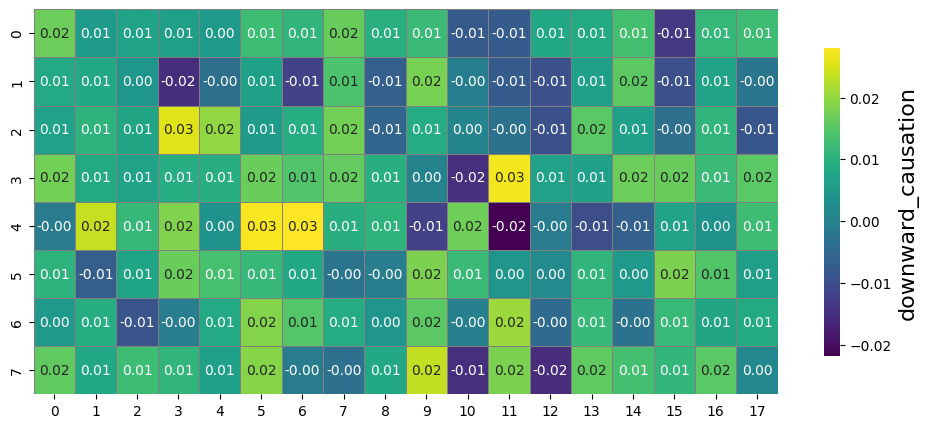 0 0.02 0.01 0.01 0.01 0.00 0.01 0.01 0.02 0.01 0.01 -0.01 -0.01 0.01 0.01 0.01 -0.01 0.01 0.01
1 0.01 0.01 0.00 -0.02 -0.00 0.01 -0.01 0.01 -0.01 0.02 -0.00 -0.01 -0.01 0.01 0.02 -0.01 0.01 -0.00
2 0.01 0.01 0.01 0.03 0.02 0.01 0.01 0.02 -0.01 0.01 0.00 -0.00 -0.01 0.02 0.01 -0.00 0.01 -0.01
3 0.02 0.01 0.01 0.01 0.01 0.02 0.01 0.02 0.01 0.00 -0.02 0.03 0.01 0.01 0.02 0.02 0.01 0.02
4 -0.00 0.02 0.01 0.02 0.00 0.03 0.03 0.01 0.01 -0.01 0.02 -0.02 -0.00 -0.01 -0.01 0.01 0.00 0.01
5 0.01 -0.01 0.01 0.02 0.01 0.01 0.01 -0.00 -0.00 0.02 0.01 0.00 0.00 0.01 0.00 0.02 0.01 0.01
6 0.00 0.01 -0.01 -0.00 0.01 0.02 0.01 0.01 0.00 0.02 -0.00 0.02 -0.00 0.01 -0.00 0.01 0.01 0.01
7 0.02 0.01 0.01 0.01 0.01 0.02 -0.00 -0.00 0.01 0.02 -0.01 0.02 -0.02 0.02 0.01 0.01 0.02 0.00
0 1 2 3 4 5 6 7 8 9 10 11 12 13 14 15 16 17
0.02
0.01
0.00
−0.01
−0.02
downward_causation